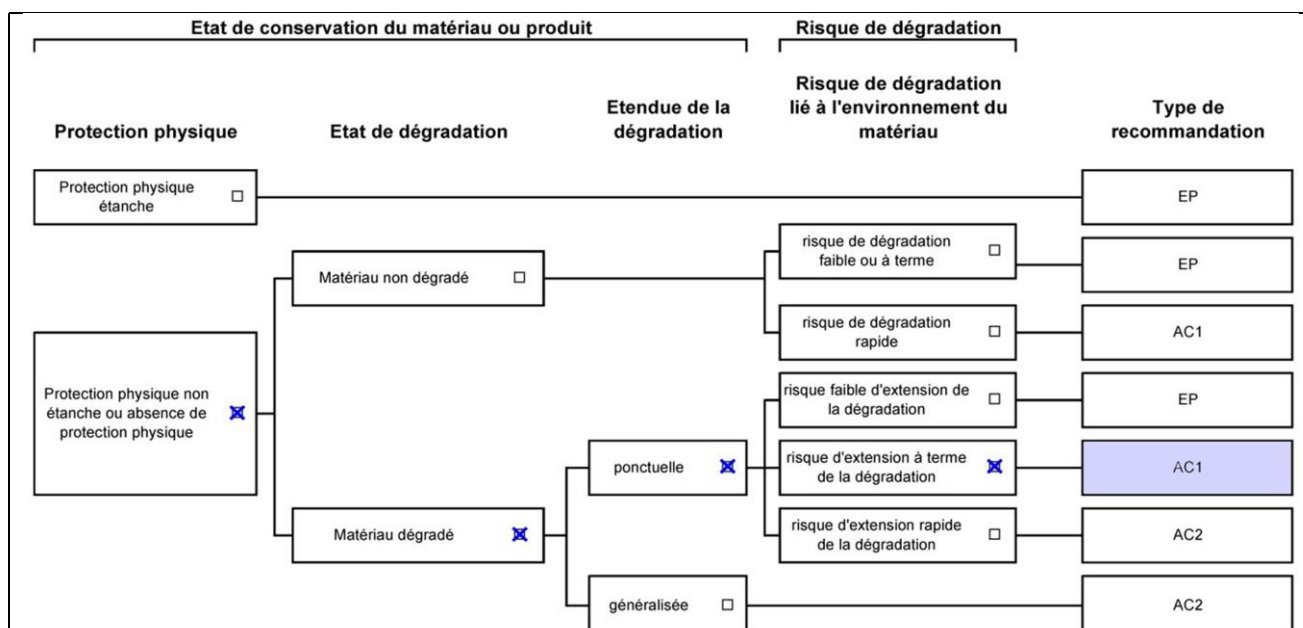 Etat de conservation du matériau ou produit
Risque de dégradation
Protection physique
Etat de dégradation
Etendue de la
dégradation
Risque de dégradation
lié à l'environnement du
matériau
Type de
recommandation
Protection physique
étanche
EP
Matériau non dégradé
risque de dégradation
faible ou à terme
EP
risque de dégradation
rapide
AC1
Protection physique non
étanche ou absence de
protection physique
risque faible d'extension de
la dégradation
EP
ponctuelle
risque d'extension à terme
de la dégradation
AC1
Matériau dégradé
risque d'extension rapide
de la dégradation
AC2
généralisée
AC2